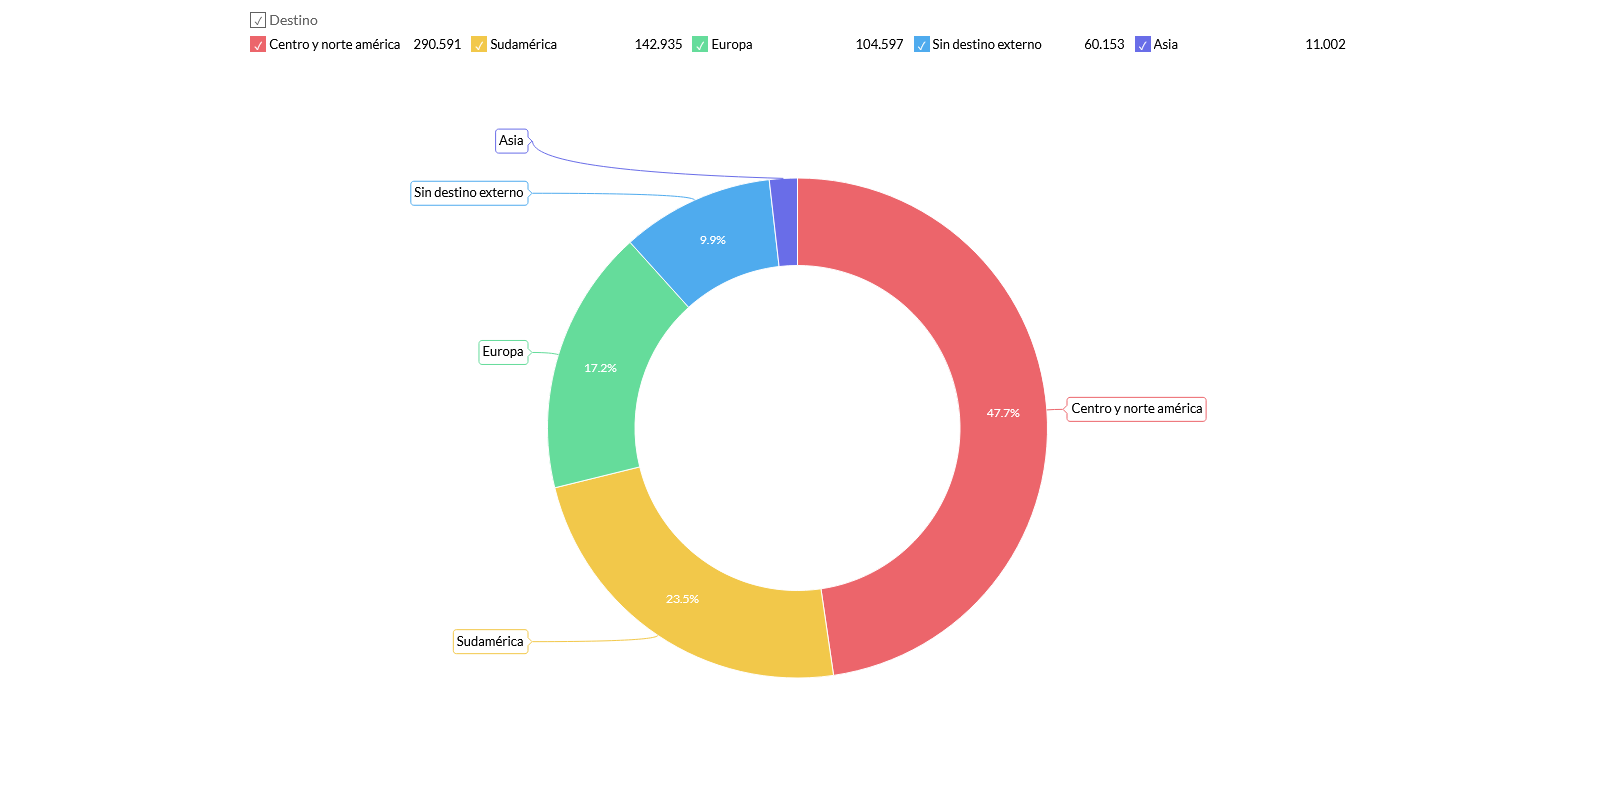 Destino
Centro y norte américa 290.591 Sudamérica 142.935 Europa 104.597 Sin destino externo 60.153 Asia 11.002
Asia
Sin destino externo
9.9%
Europa
17.2%
Centro y norte américa
47.7%
23.5%
Sudamérica